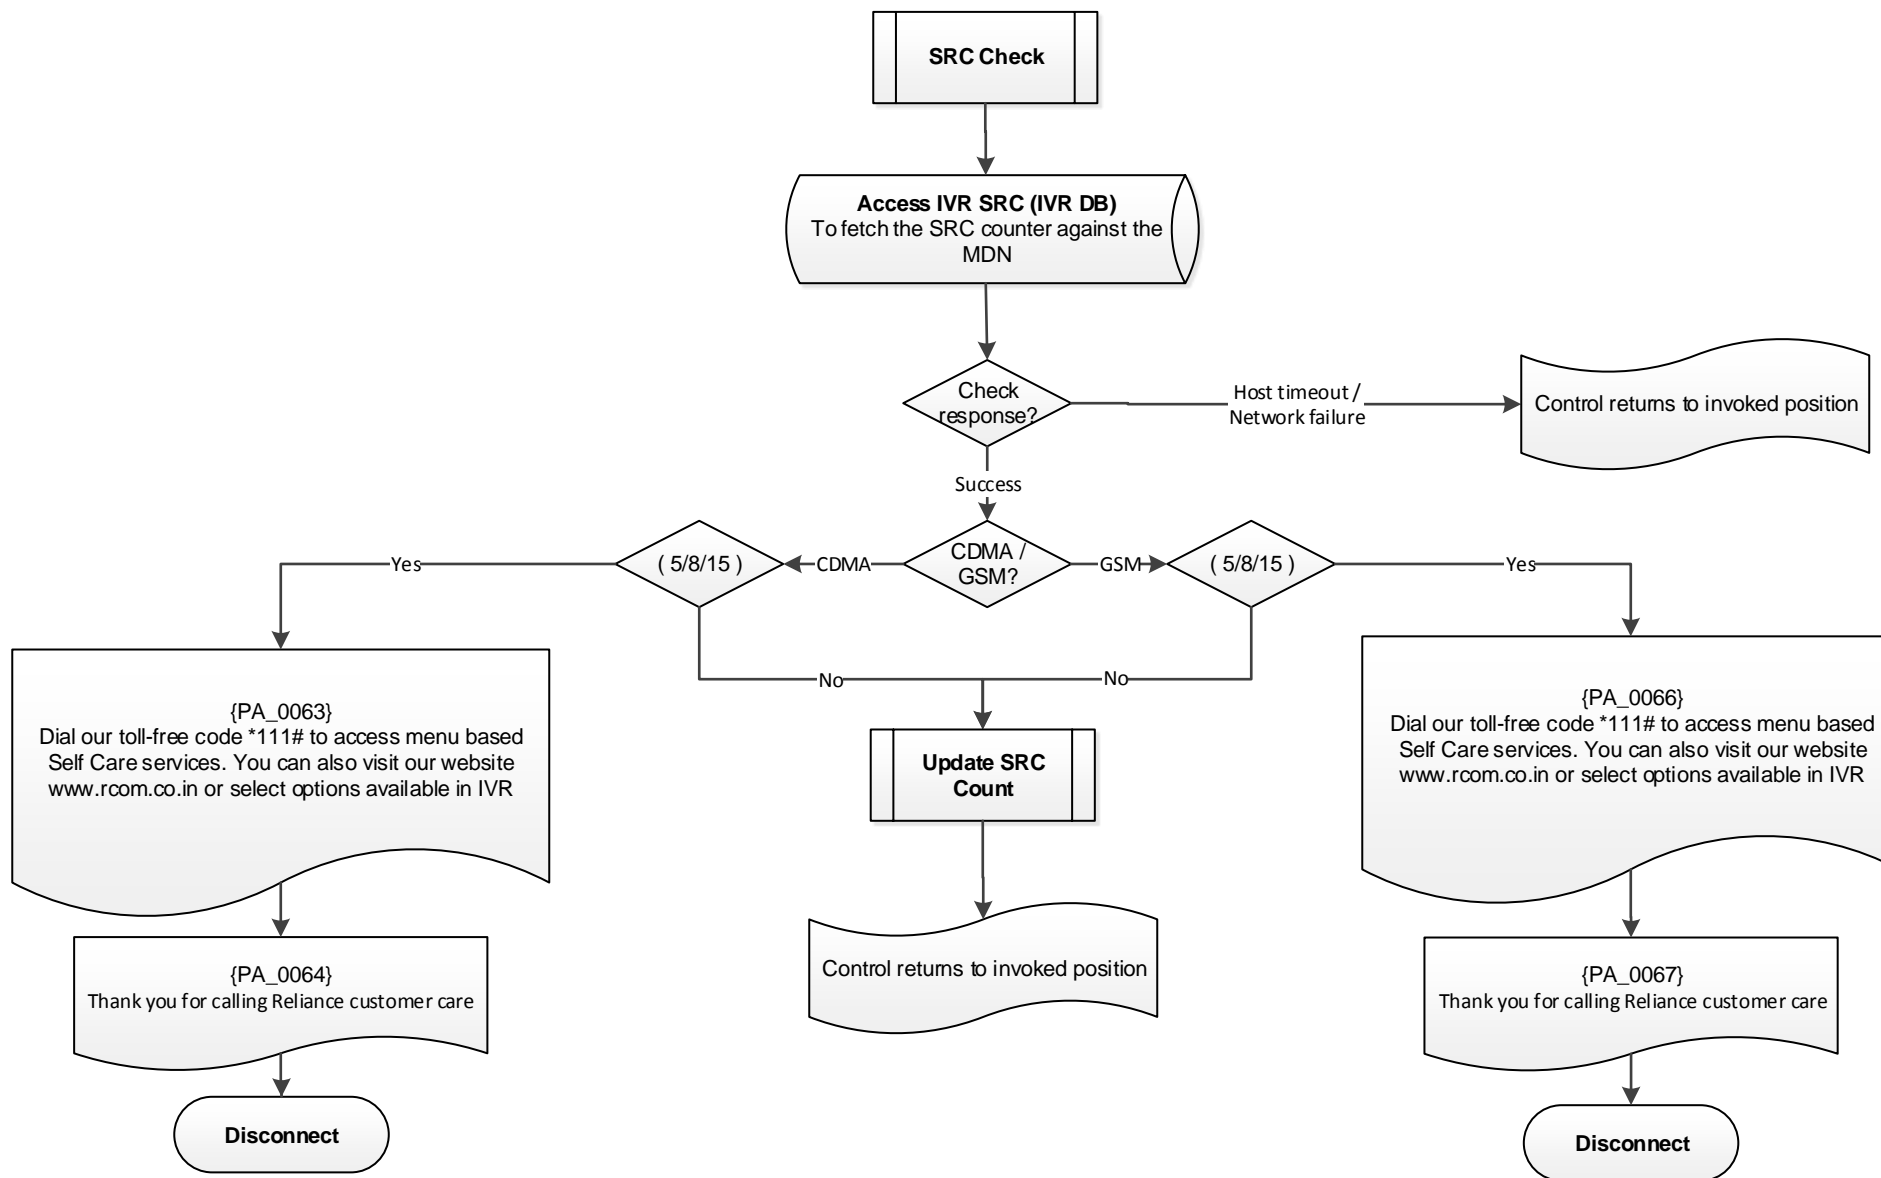 SRC Check
Access IVR SRC (IVR DB)
To fetch the SRC counter against the
MDN
Check
response?
Host timeout /
Network failure
Control returns to invoked position
Success
Yes
( 5/8/15 )
CDMA
CDMA /
GSM?
GSM
( 5/8/15 )
Yes
No
No
{PA_0063}
Dial our toll-free code *111# to access menu based
Self Care services. You can also visit our website
www.rcom.co.in or select options available in IVR
Update SRC
Count
{PA_0066}
Dial our toll-free code *111# to access menu based
Self Care services. You can also visit our website
www.rcom.co.in or select options available in IVR
{PA_0064}
Thank you for calling Reliance customer care
Control returns to invoked position
{PA_0067}
Thank you for calling Reliance customer care
Disconnect
Disconnect